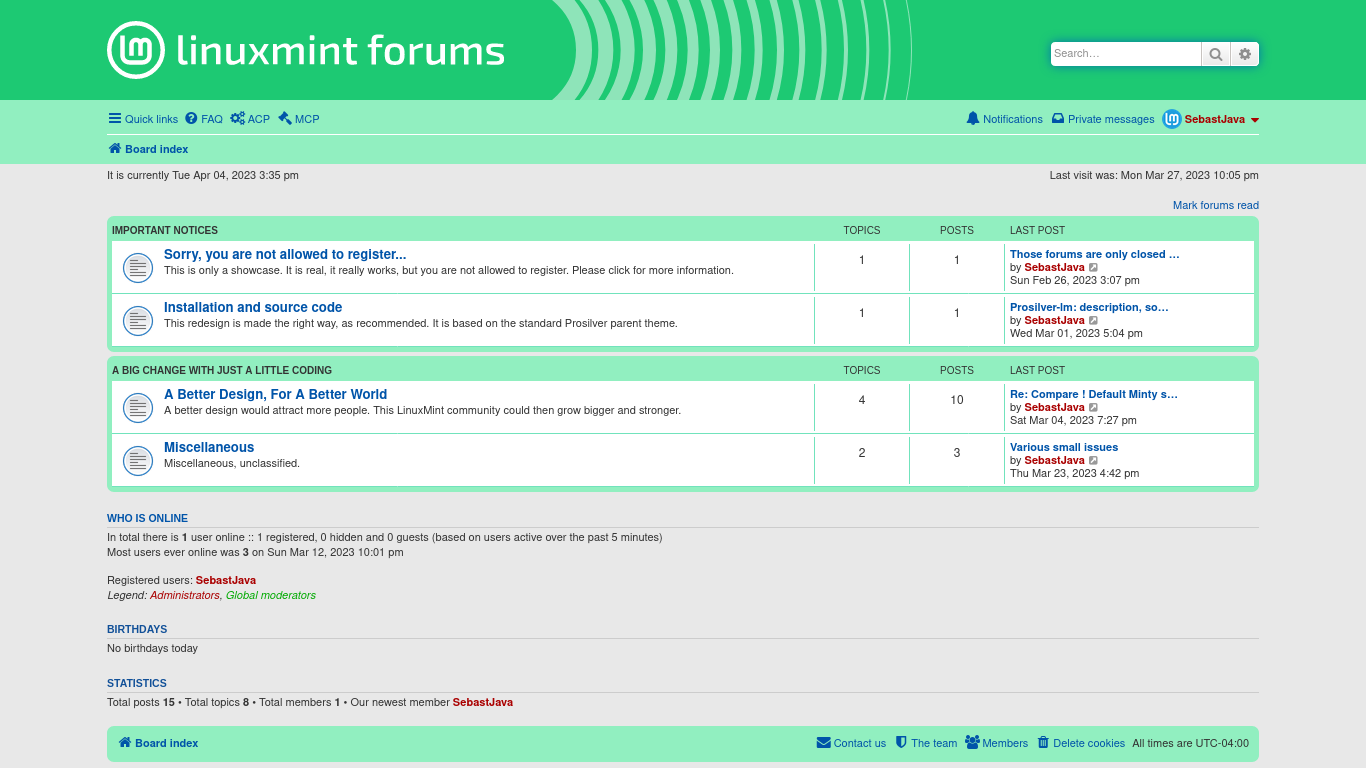 linuxmint forums
Search…
Quick links FAQ ACP MCP Notifications Private messages SebastJava
Board index
It is currently Tue Apr 04, 2023 3:35 pm Last visit was: Mon Mar 27, 2023 10:05 pm
Mark forums read
IMPORTANT NOTICES TOPICS POSTS LAST POST
Sorry, you are not allowed to register...
This is only a showcase. It is real, it really works, but you are not allowed to register. Please click for more information.
1 1
Those forums are only closed …
by SebastJava
Sun Feb 26, 2023 3:07 pm
Installation and source code
This redesign is made the right way, as recommended. It is based on the standard Prosilver parent theme.
1 1
Prosilver-lm: description, so…
by SebastJava
Wed Mar 01, 2023 5:04 pm
A BIG CHANGE WITH JUST A LITTLE CODING TOPICS POSTS LAST POST
A Better Design, For A Better World
A better design would attract more people. This LinuxMint community could then grow bigger and stronger.
4 10
Re: Compare ! Default Minty s…
by SebastJava
Sat Mar 04, 2023 7:27 pm
Miscellaneous
Miscellaneous, unclassified.
2 3
Various small issues
by SebastJava
Thu Mar 23, 2023 4:42 pm
WHO IS ONLINE
In total there is 1 user online :: 1 registered, 0 hidden and 0 guests (based on users active over the past 5 minutes)
Most users ever online was 3 on Sun Mar 12, 2023 10:01 pm
Registered users: SebastJava
Legend: Administrators, Global moderators
BIRTHDAYS
No birthdays today
STATISTICS
Total posts 15 • Total topics 8 • Total members 1 • Our newest member SebastJava
Board index Contact us The team Members Delete cookies All times are UTC-04:00